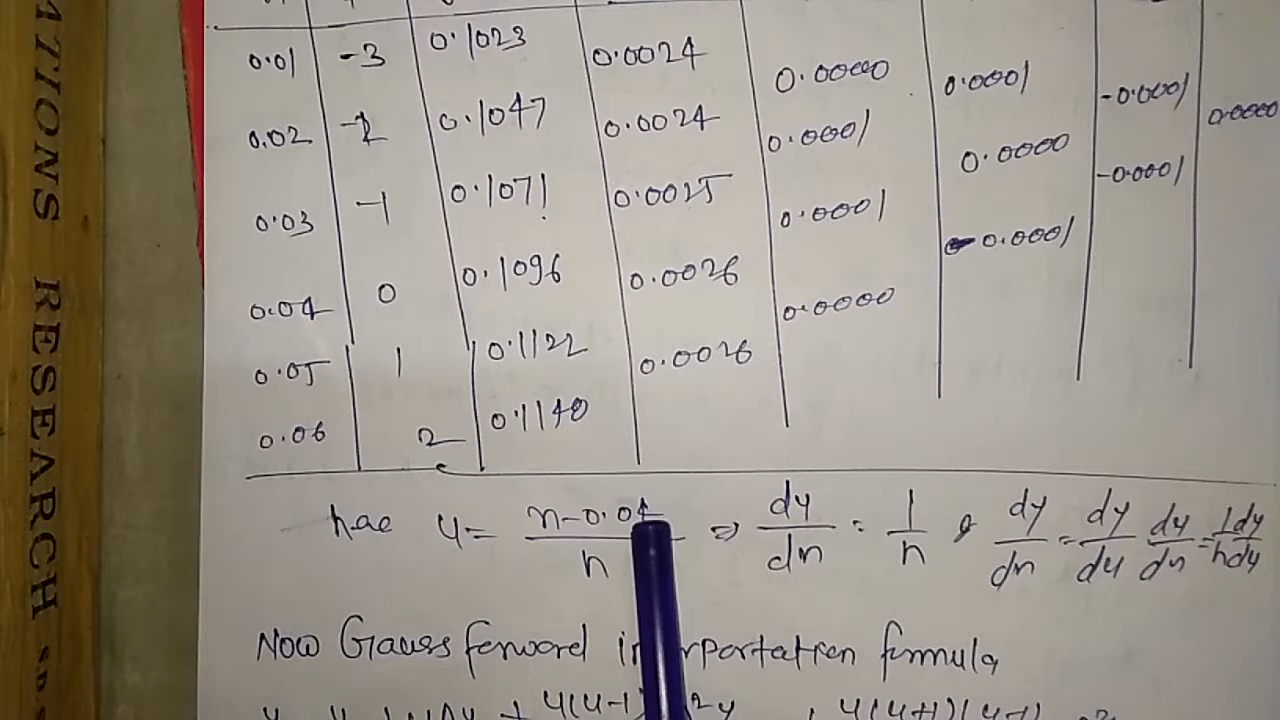 ATIONS RESEARCH "
0.01 -3 0.1023 0.0024
0.0000 0.0001 -0.0001 0.0000
0.02 -2 0.1047 0.0024
0.0001 0.0000 -0.0001
0.03 -1 0.1071 0.0025
0.0001 -0.0001
0.04 0 0.1096 0.0026
0.0000
0.05 1 0.1122 0.0026
0.06 2 0.1148
u = x-0.04 / h ⇒ du/dx = 1/h & dy/dx = dy/du du/dx = 1/h dy/du
Now Gauss forword formula